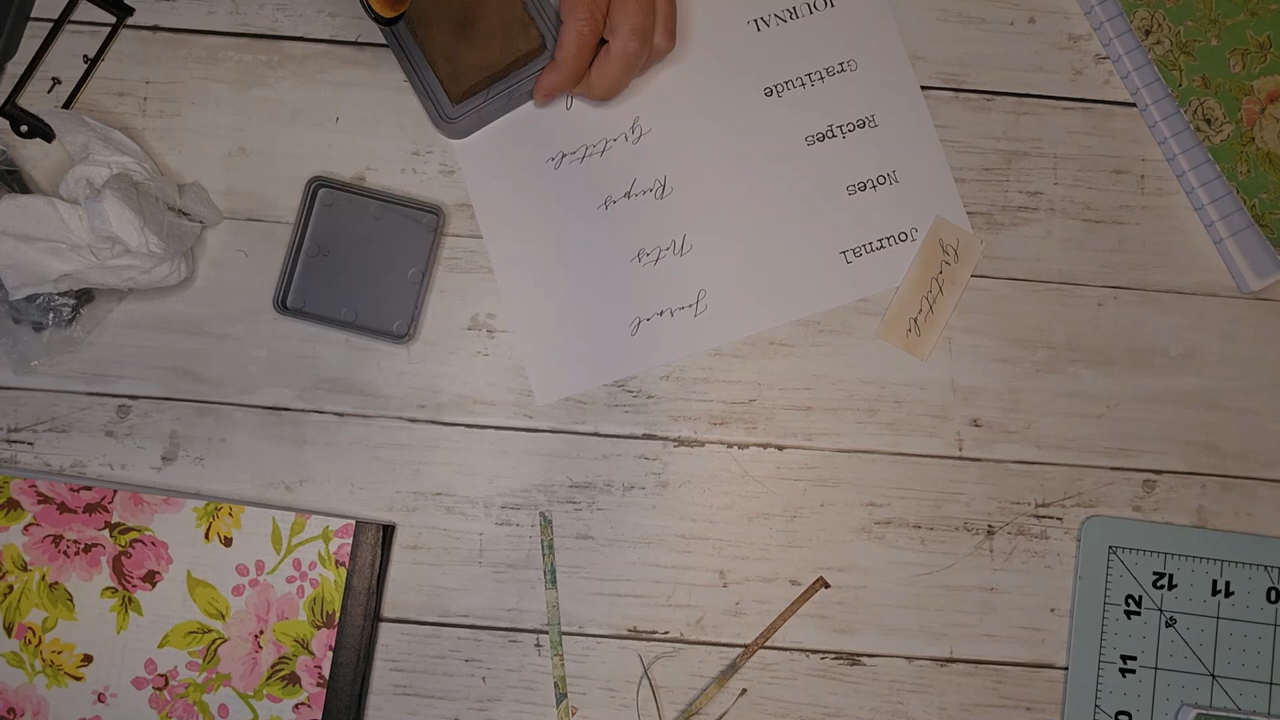 Journal
Notes
Recipes
Gratitude
JOURNAL
Journal
Notes
Recipes
Gratitude
Gratitude
12
11
12
11